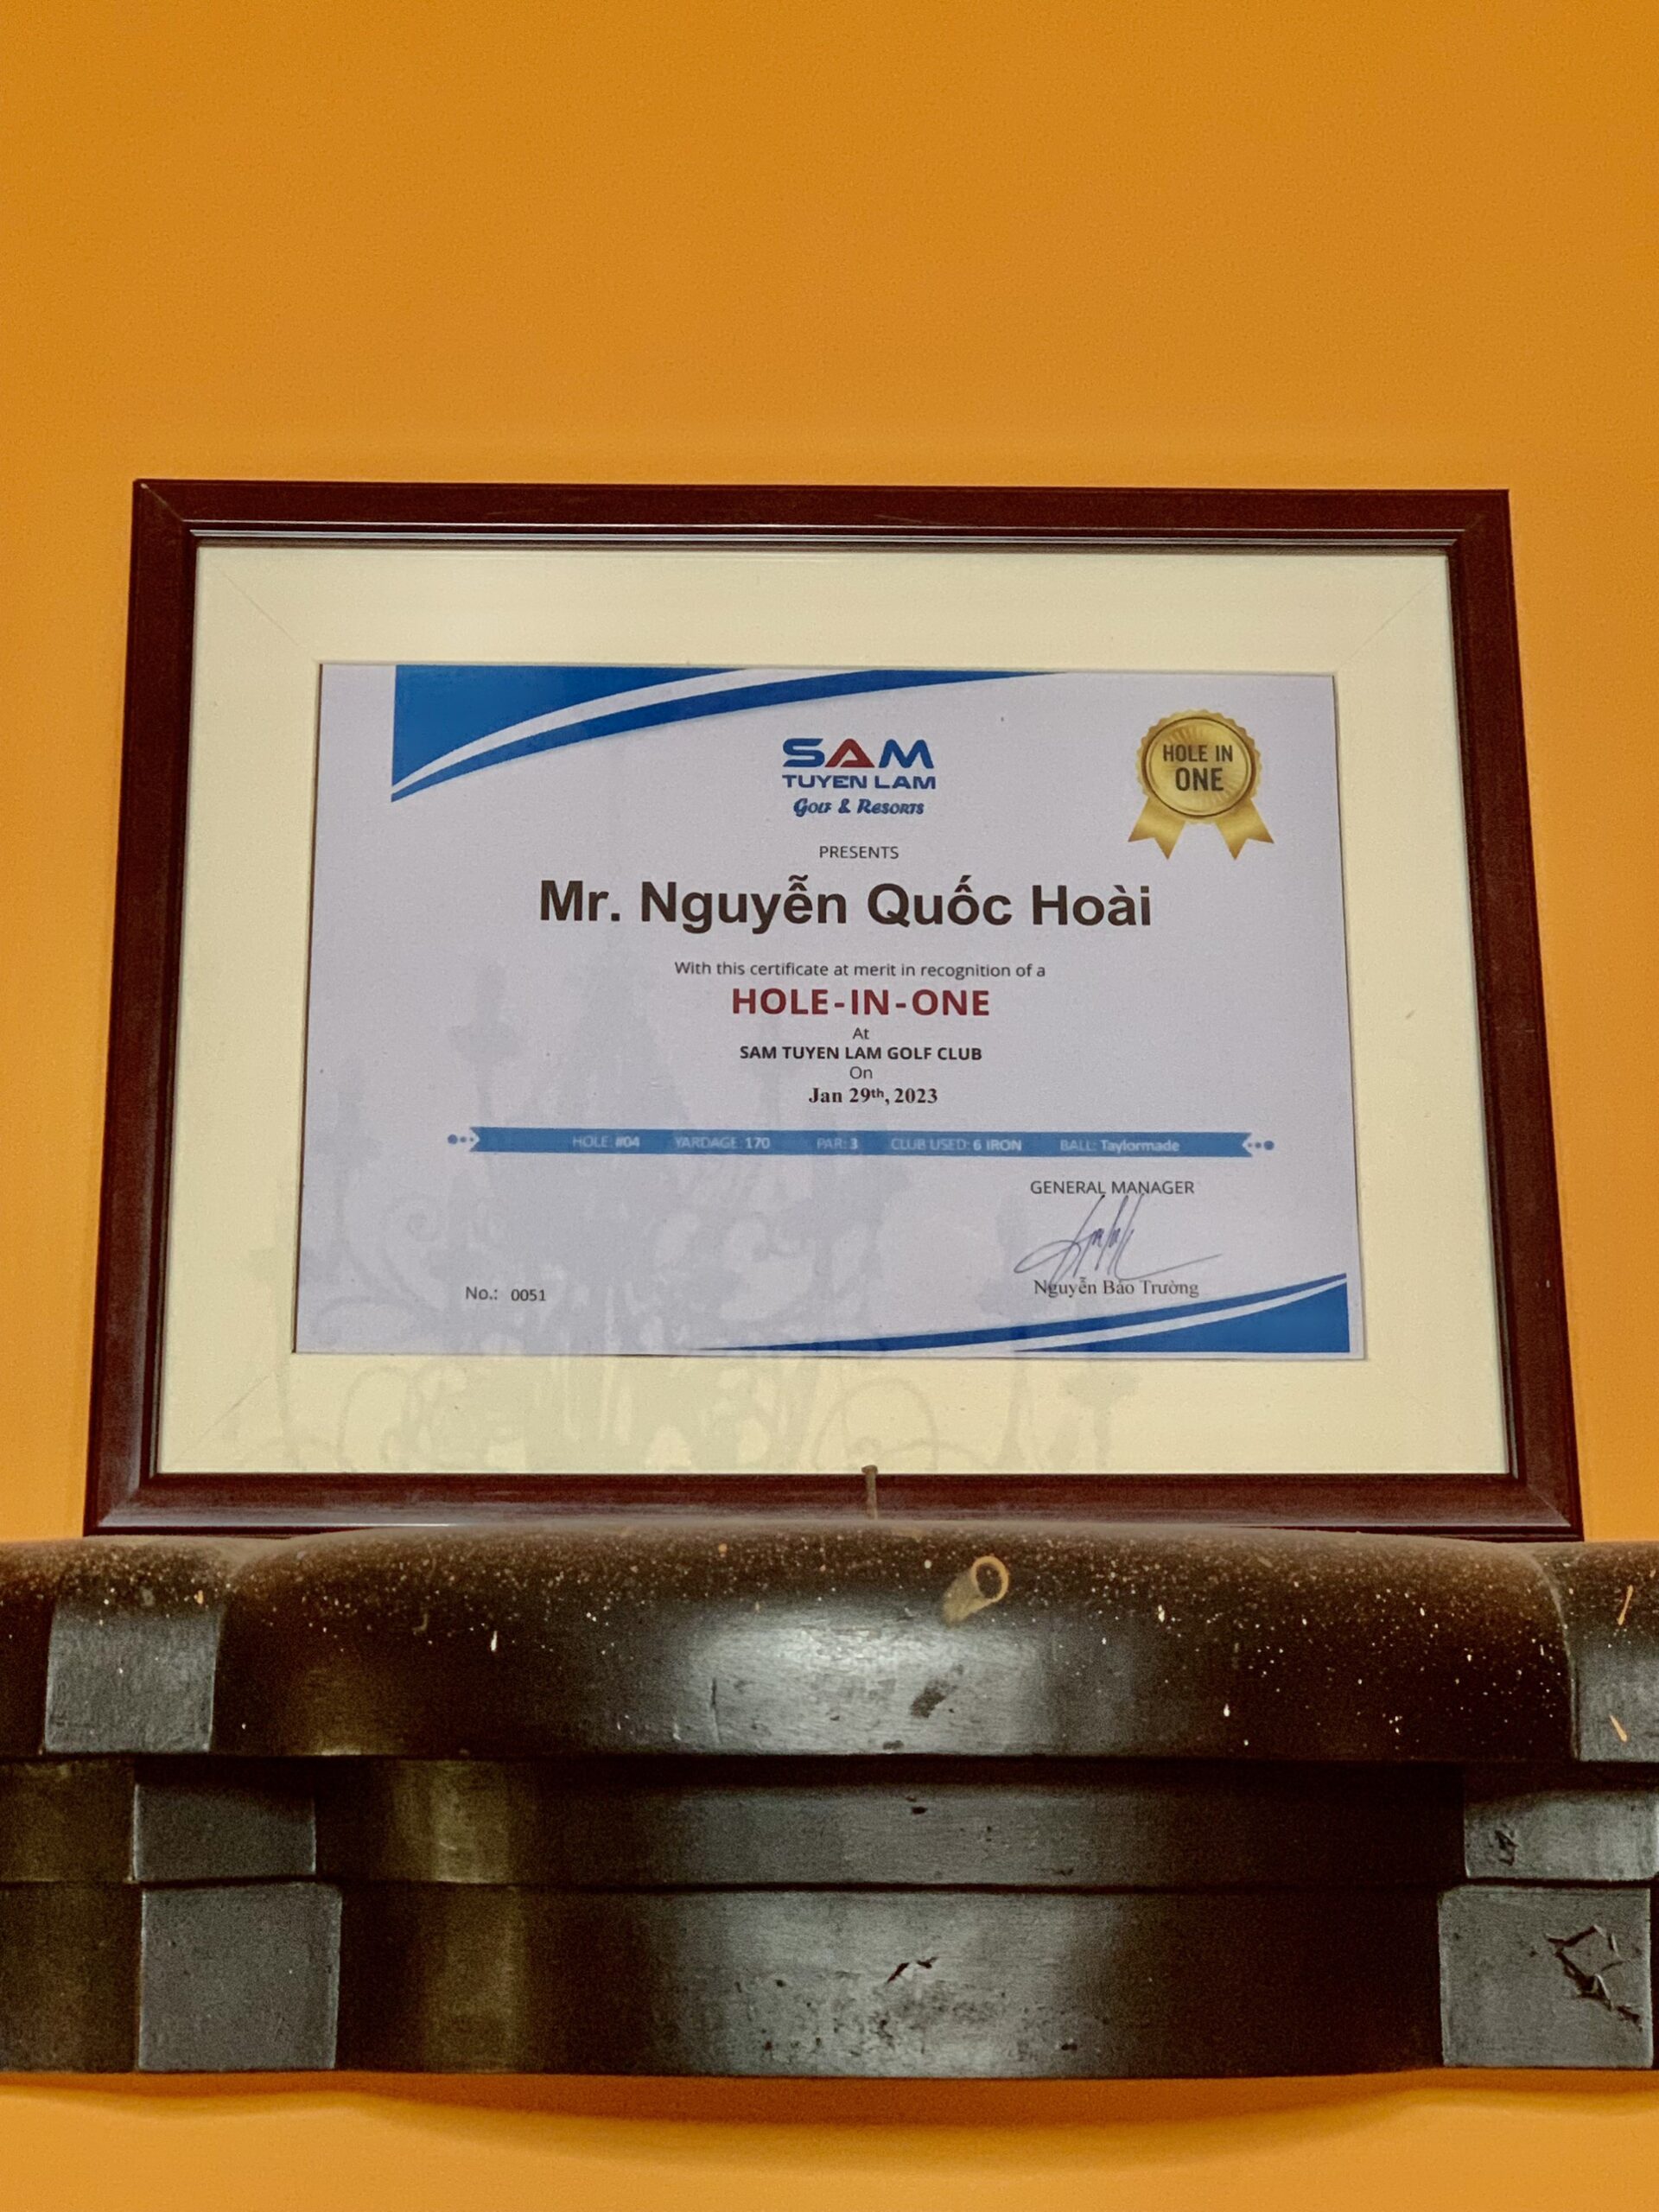 SAM
TUYEN LAM
Golf & Resorts
HOLE IN
ONE
PRESENTS
Mr. Nguyễn Quốc Hoài
With this certificate at merit in recognition of a
HOLE-IN-ONE
At
SAM TUYEN LAM GOLF CLUB
On
Jan 29th, 2023
HOLE: #04 YARDAGE: 170 PAR: 3 CLUB USED: 6 IRON BALL: Taylormade
GENERAL MANAGER
Nguyễn Bảo Trường
No.: 0051